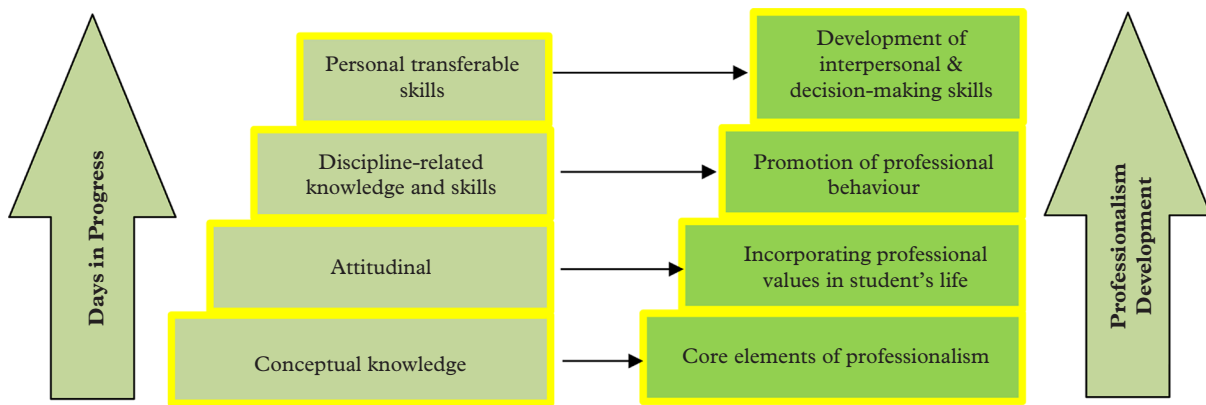 Days in Progress
Personal transferable
skills
Development of
interpersonal &
decision-making skills
Discipline-related
knowledge and skills
Promotion of professional
behaviour
Attitudinal
Incorporating professional
values in student’s life
Conceptual knowledge
Core elements of professionalism
Professionalism
Development